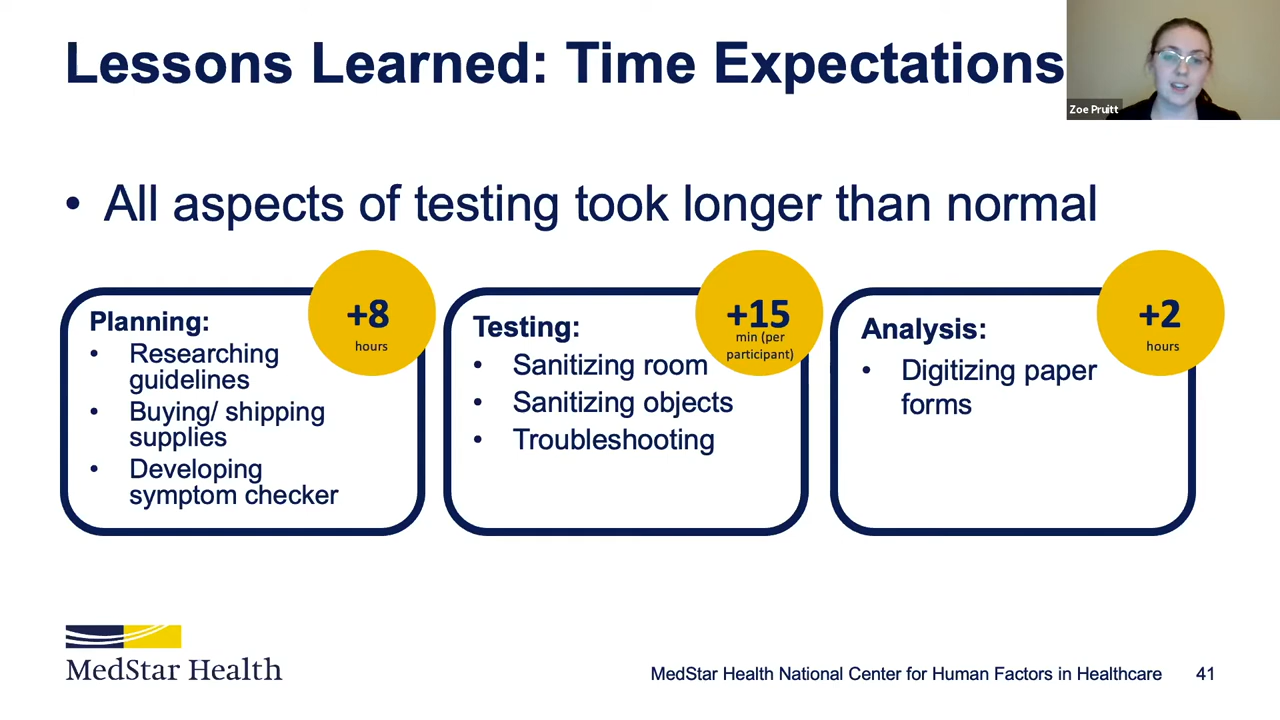 Lessons Learned: Time Expectations
Zoe Pruitt
• All aspects of testing took longer than normal
+8
hours
Planning:
• Researching
guidelines
• Buying/ shipping
supplies
• Developing
symptom checker
+15
min (per
participant)
Testing:
• Sanitizing room
• Sanitizing objects
• Troubleshooting
+2
hours
Analysis:
• Digitizing paper
forms
MedStar Health
MedStar Health National Center for Human Factors in Healthcare
41